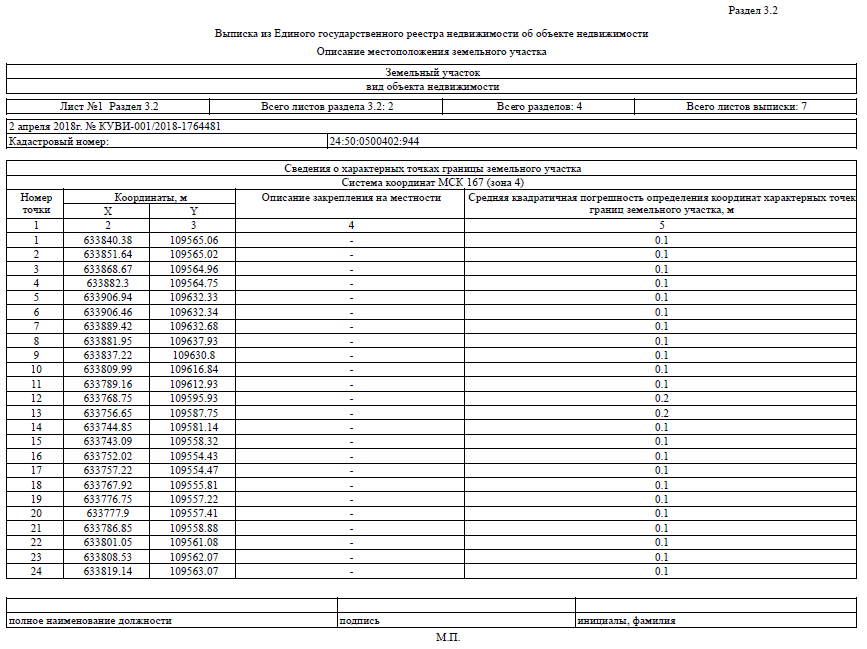 Раздел 3.2
Выписка из Единого государственного реестра недвижимости об объекте недвижимости
Описание местоположения земельного участка
Земельный участок
вид объекта недвижимости
Лист №1 Раздел 3.2 Всего листов раздела 3.2: 2 Всего разделов: 4 Всего листов выписки: 7
2 апреля 2018г. № КУВИ-001/2018-1764481
Кадастровый номер: 24:50:0500402:944
Сведения о характерных точках границы земельного участка
Система координат МСК 167 (зона 4)
Номер точки Координаты, м Описание закрепления на местности Средняя квадратичная погрешность определения координат характерных точек границ земельного участка, м
X Y
1 2 3 4 5
1 633840.38 109565.06 - 0.1
2 633851.64 109565.02 - 0.1
3 633868.67 109564.96 - 0.1
4 633882.3 109564.75 - 0.1
5 633906.94 109632.33 - 0.1
6 633906.46 109632.34 - 0.1
7 633889.42 109632.68 - 0.1
8 633881.95 109637.93 - 0.1
9 633837.22 109630.8 - 0.1
10 633809.99 109616.84 - 0.1
11 633789.16 109612.93 - 0.1
12 633768.75 109595.93 - 0.2
13 633756.65 109587.75 - 0.2
14 633744.85 109581.14 - 0.1
15 633743.09 109558.32 - 0.1
16 633752.02 109554.43 - 0.1
17 633757.22 109554.47 - 0.1
18 633767.92 109555.81 - 0.1
19 633776.75 109557.22 - 0.1
20 633777.9 109557.41 - 0.1
21 633786.85 109558.88 - 0.1
22 633801.05 109561.08 - 0.1
23 633808.53 109562.07 - 0.1
24 633819.14 109563.07 - 0.1
полное наименование должности подпись инициалы, фамилия
М.П.